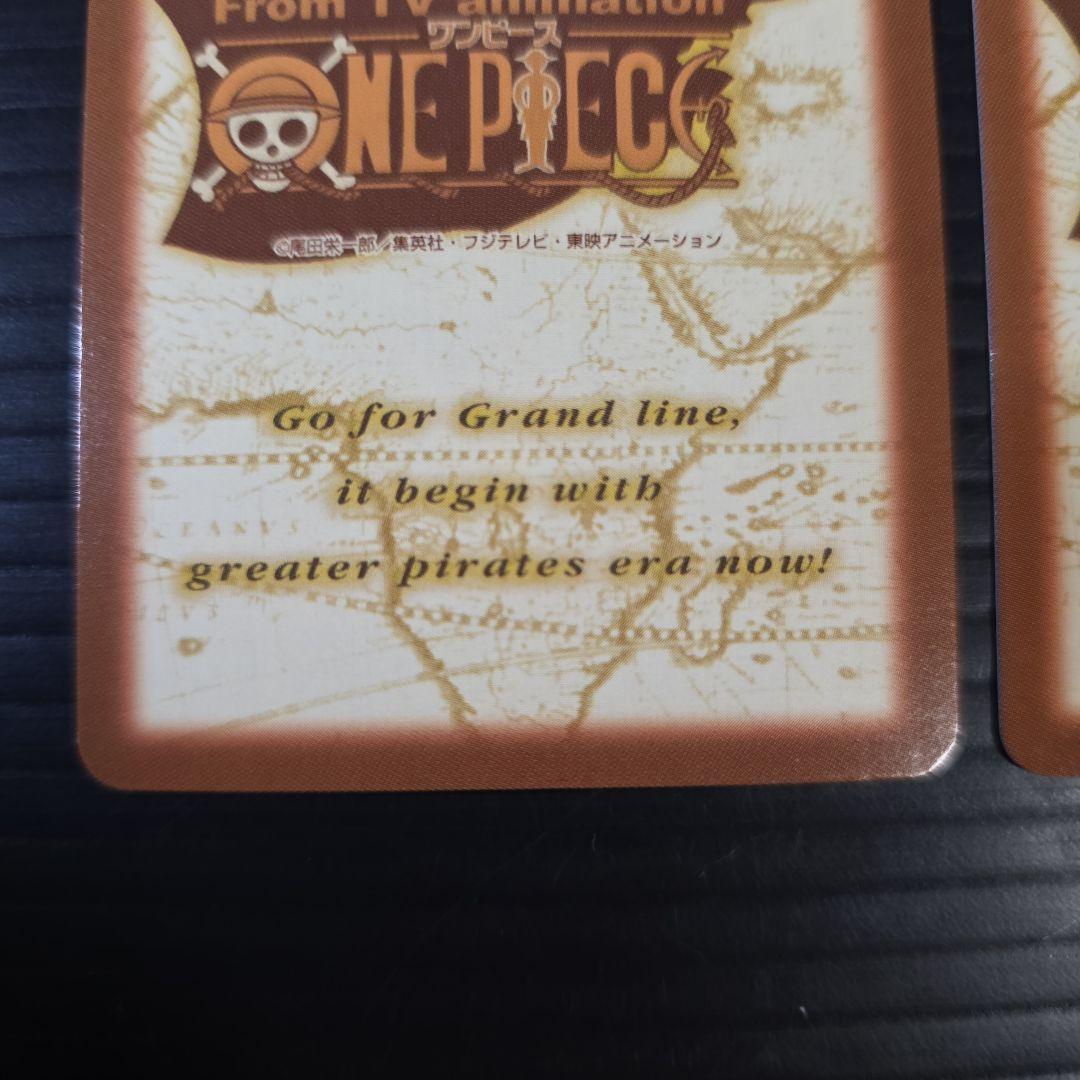 From TV animation
ワンピース
ONE PIECE
©尾田栄一郎／集英社・フジテレビ・東映アニメーション
Go for Grand line,
it begin with
greater pirates era now!
OCEANVS